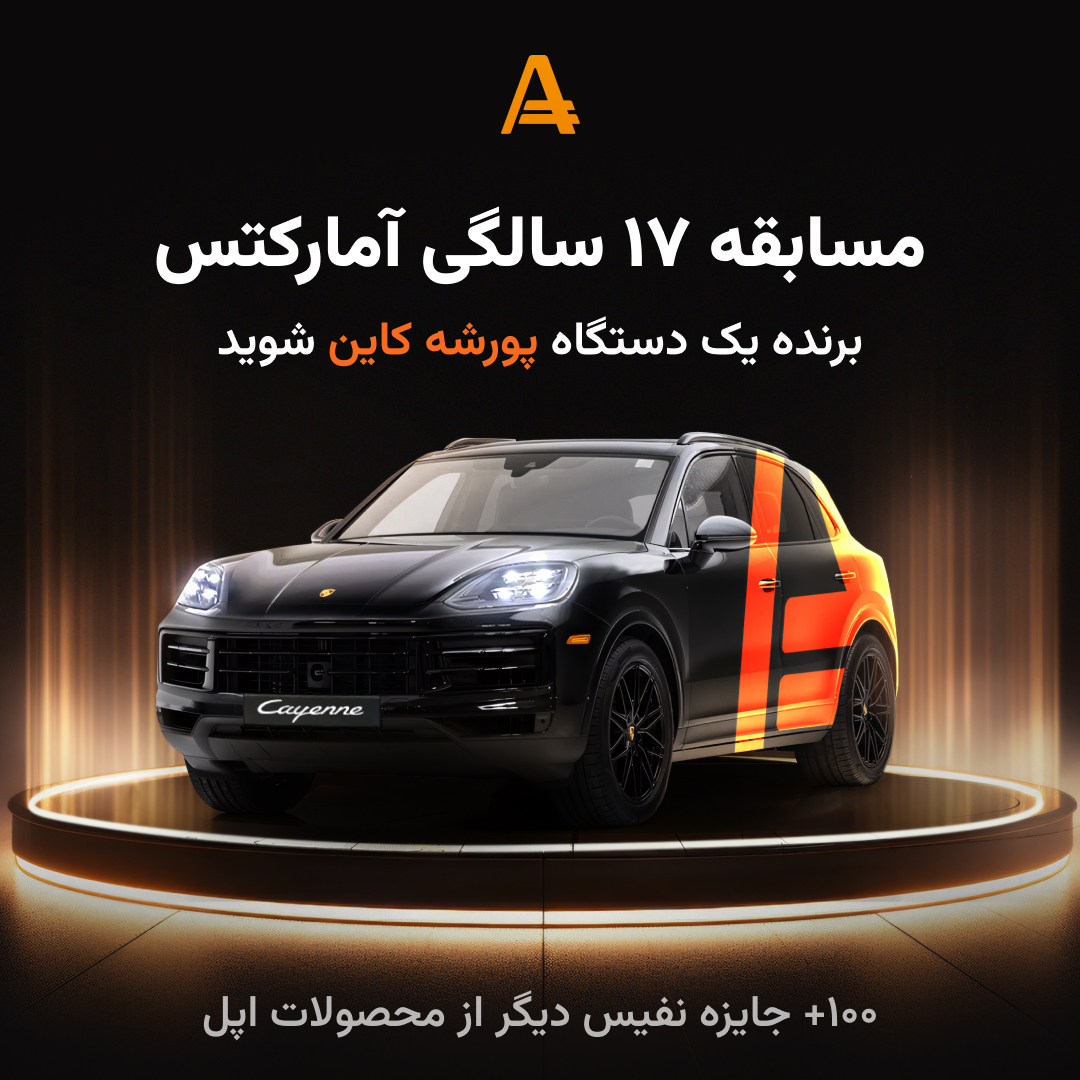 مسابقه ۱۷ سالگی آمارکتس
برنده یک دستگاه پورشه کاین شوید
Cayenne
۱۰۰+ جایزه نفیس دیگر از محصولات اپل